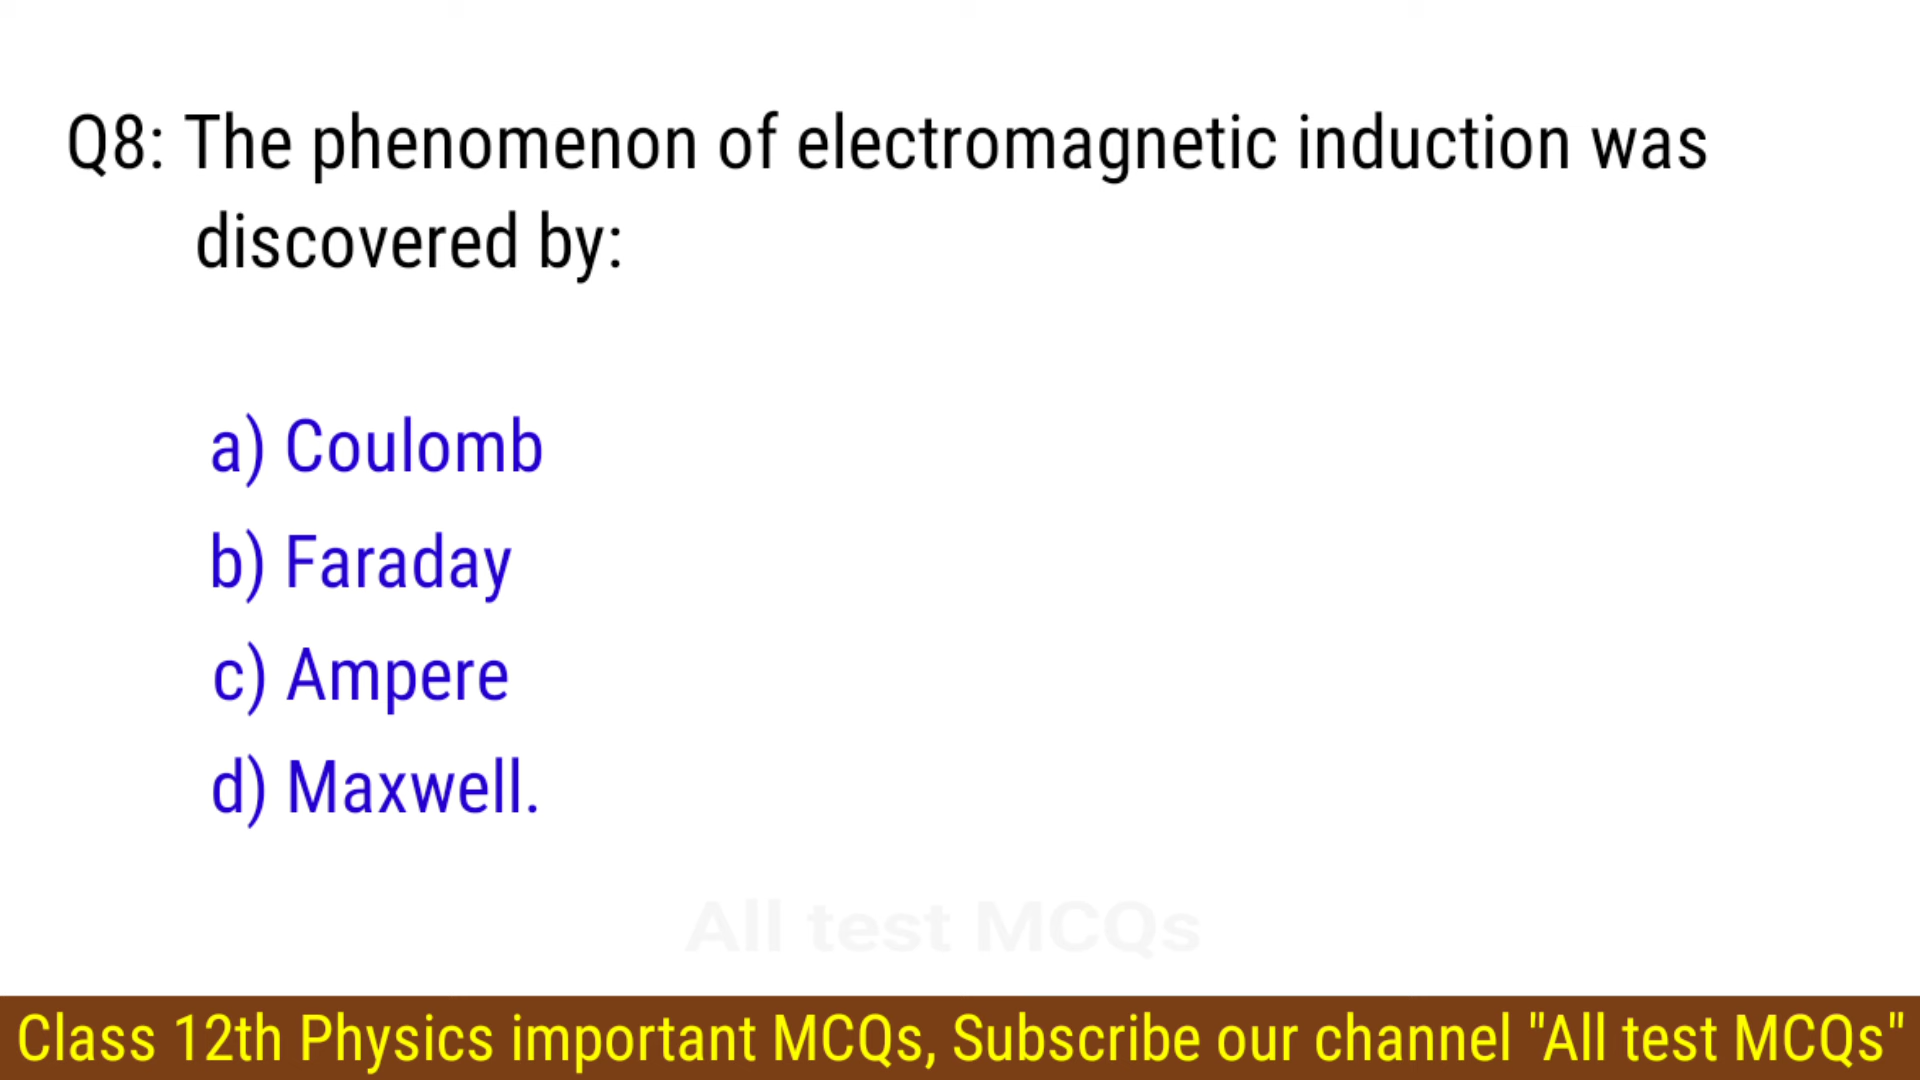 Q8: The phenomenon of electromagnetic induction was
discovered by:
a) Coulomb
b) Faraday
c) Ampere
d) Maxwell.
All test MCQs
Class 12th Physics important MCQs, Subscribe our channel "All test MCQs"